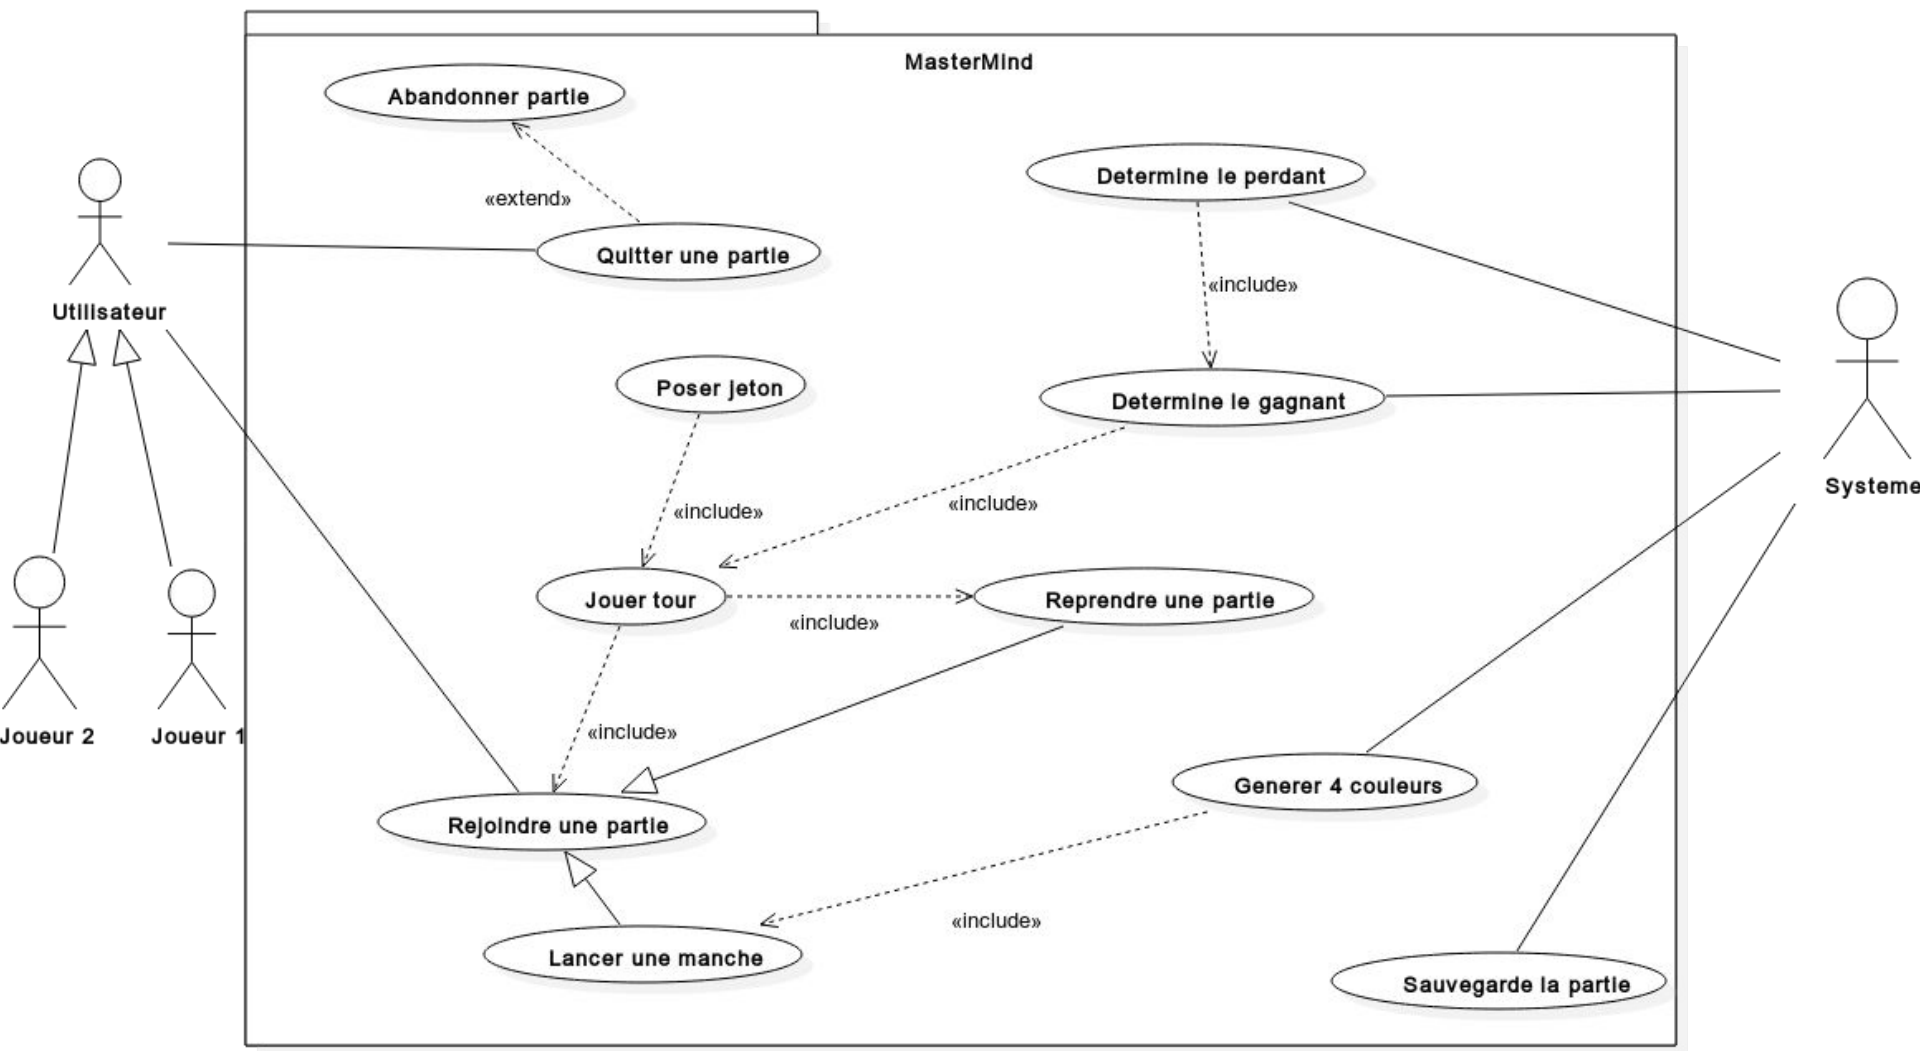 MasterMind
Abandonner partie
Determine le perdant
«extend»
Quitter une partie
«include»
Utilisateur
Poser jeton
Determine le gagnant
Systeme
«include»
«include»
Jouer tour
«include»
Reprendre une partie
Joueur 2
Joueur 1
«include»
Génerer 4 couleurs
Rejoindre une partie
«include»
Lancer une manche
Sauvegarde la partie